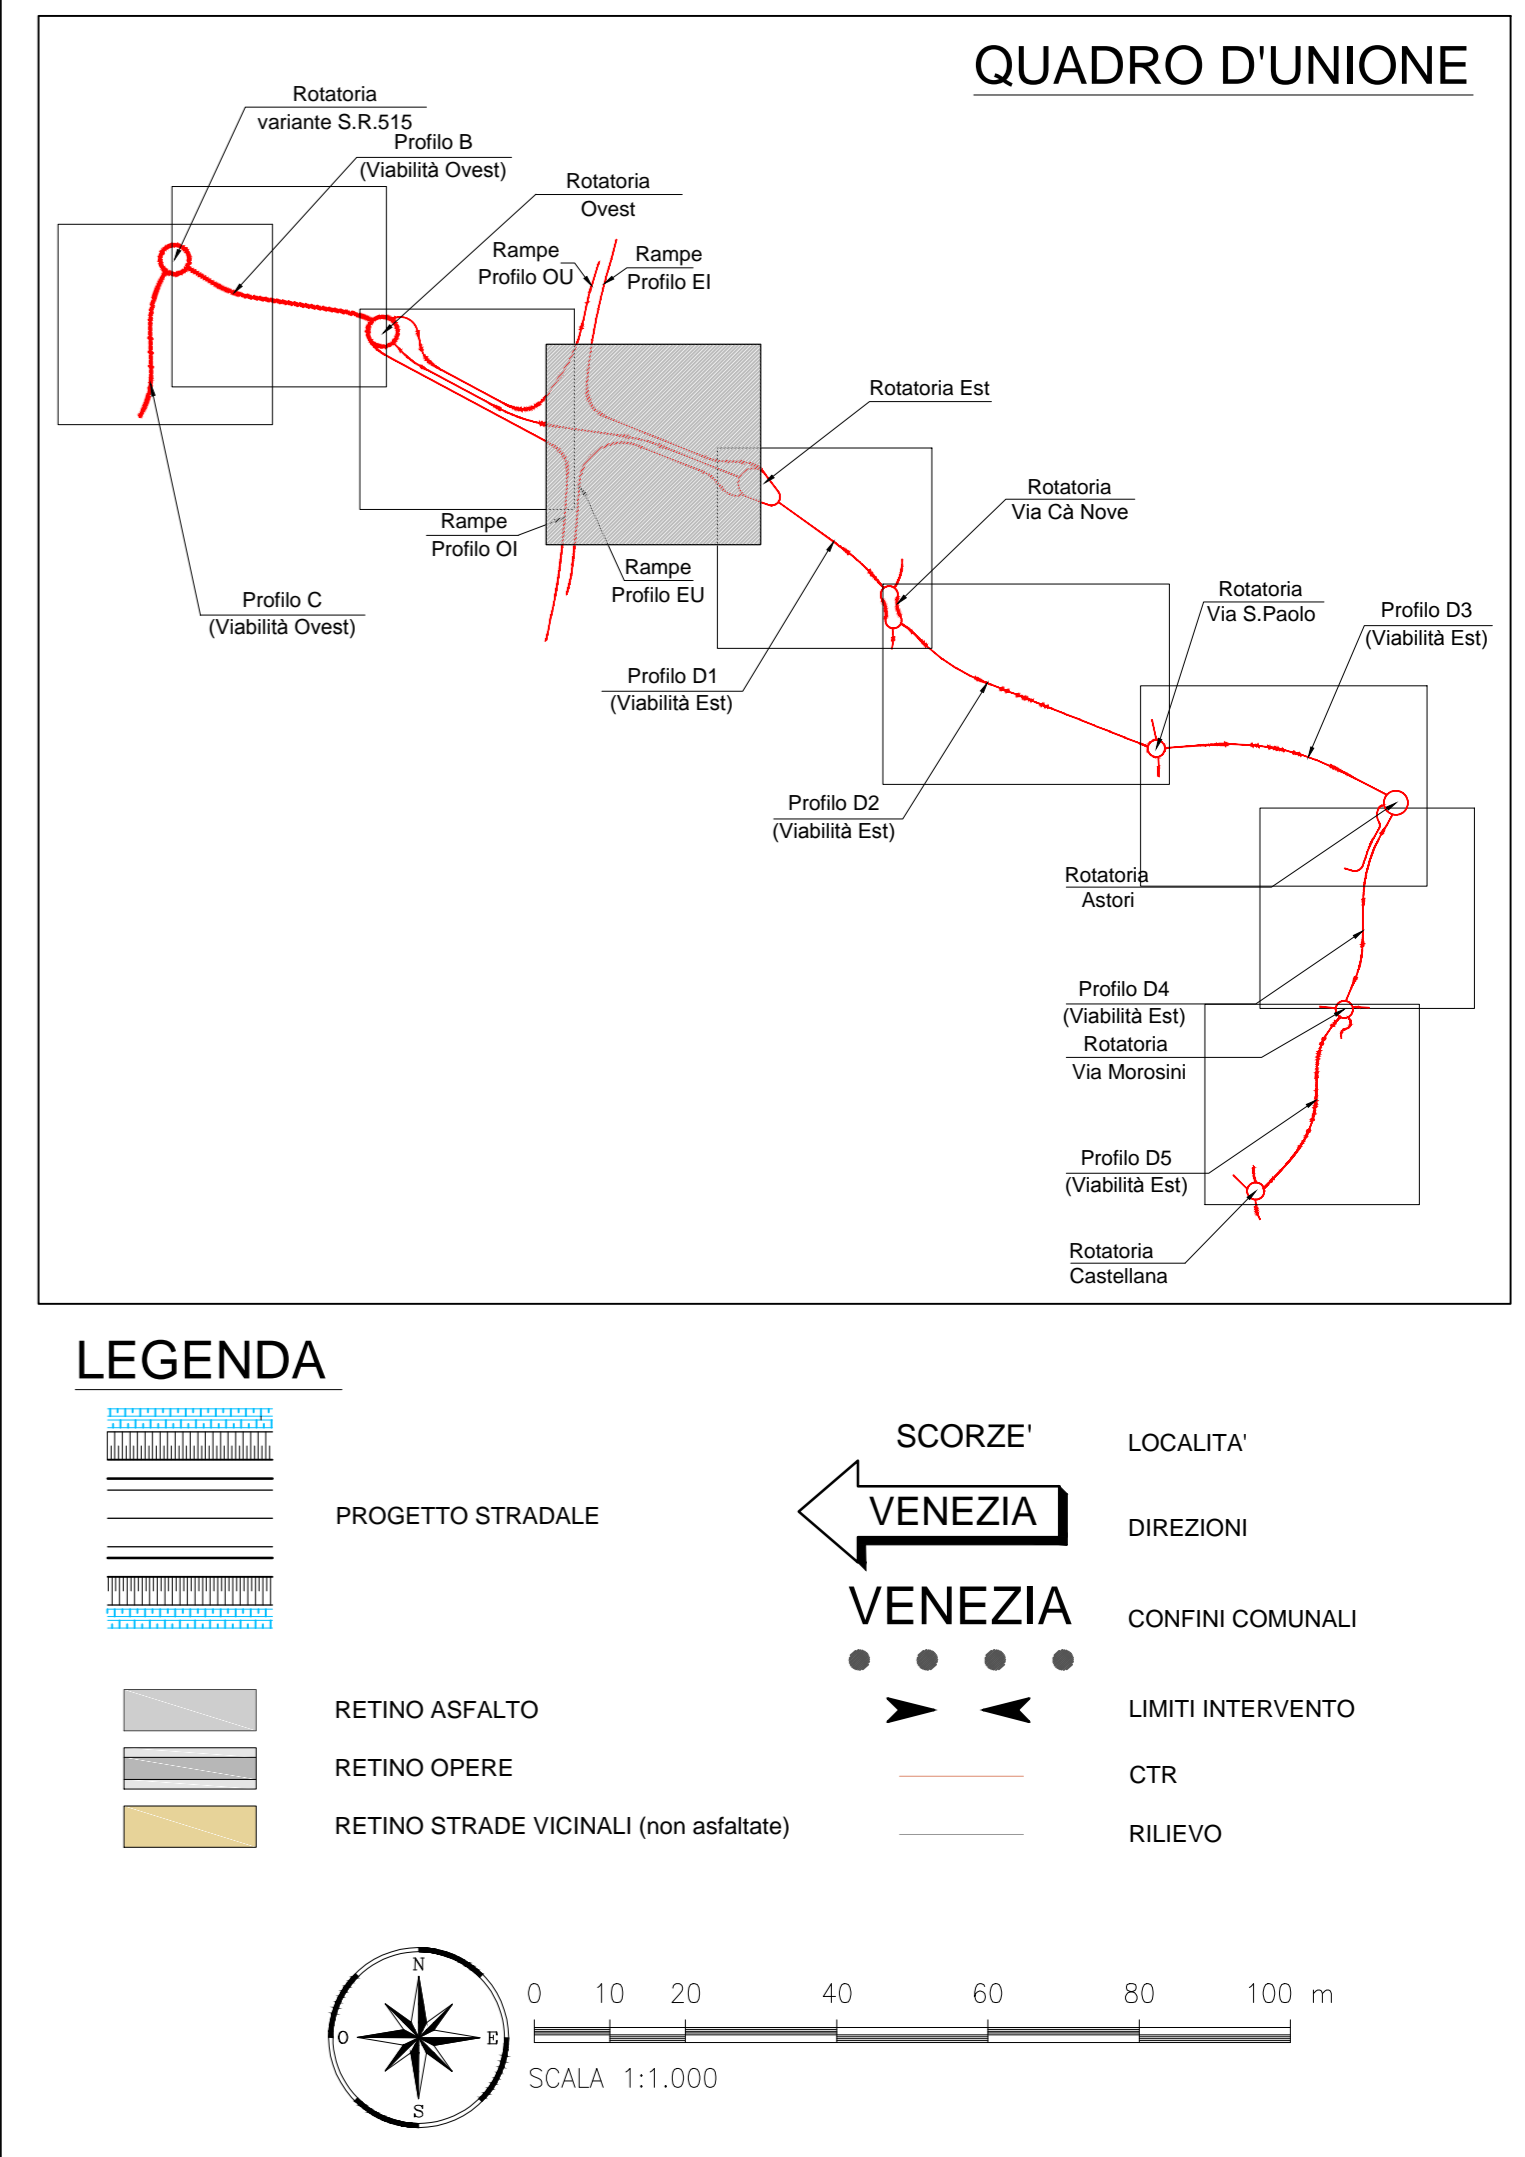 QUADRO D'UNIONE
Rotatoria
variante S.R.515
Profilo B
(Viabilità Ovest)
Rotatoria
Ovest
Rampe
Profilo OU
Rampe
Profilo EI
Rotatoria Est
Rotatoria
Via Cà Nove
Rampe
Profilo OI
Rampe
Profilo EU
Profilo C
(Viabilità Ovest)
Rotatoria
Via S.Paolo
Profilo D3
(Viabilità Est)
Profilo D1
(Viabilità Est)
Profilo D2
(Viabilità Est)
Rotatoria
Astori
Profilo D4
(Viabilità Est)
Rotatoria
Via Morosini
Profilo D5
(Viabilità Est)
Rotatoria
Castellana
LEGENDA
PROGETTO STRADALE
RETINO ASFALTO
RETINO OPERE
RETINO STRADE VICINALI (non asfaltate)
SCORZE' LOCALITA'
VENEZIA DIREZIONI
VENEZIA CONFINI COMUNALI
LIMITI INTERVENTO
CTR
RILIEVO
N
O E
S
0 10 20 40 60 80 100 m
SCALA 1:1.000